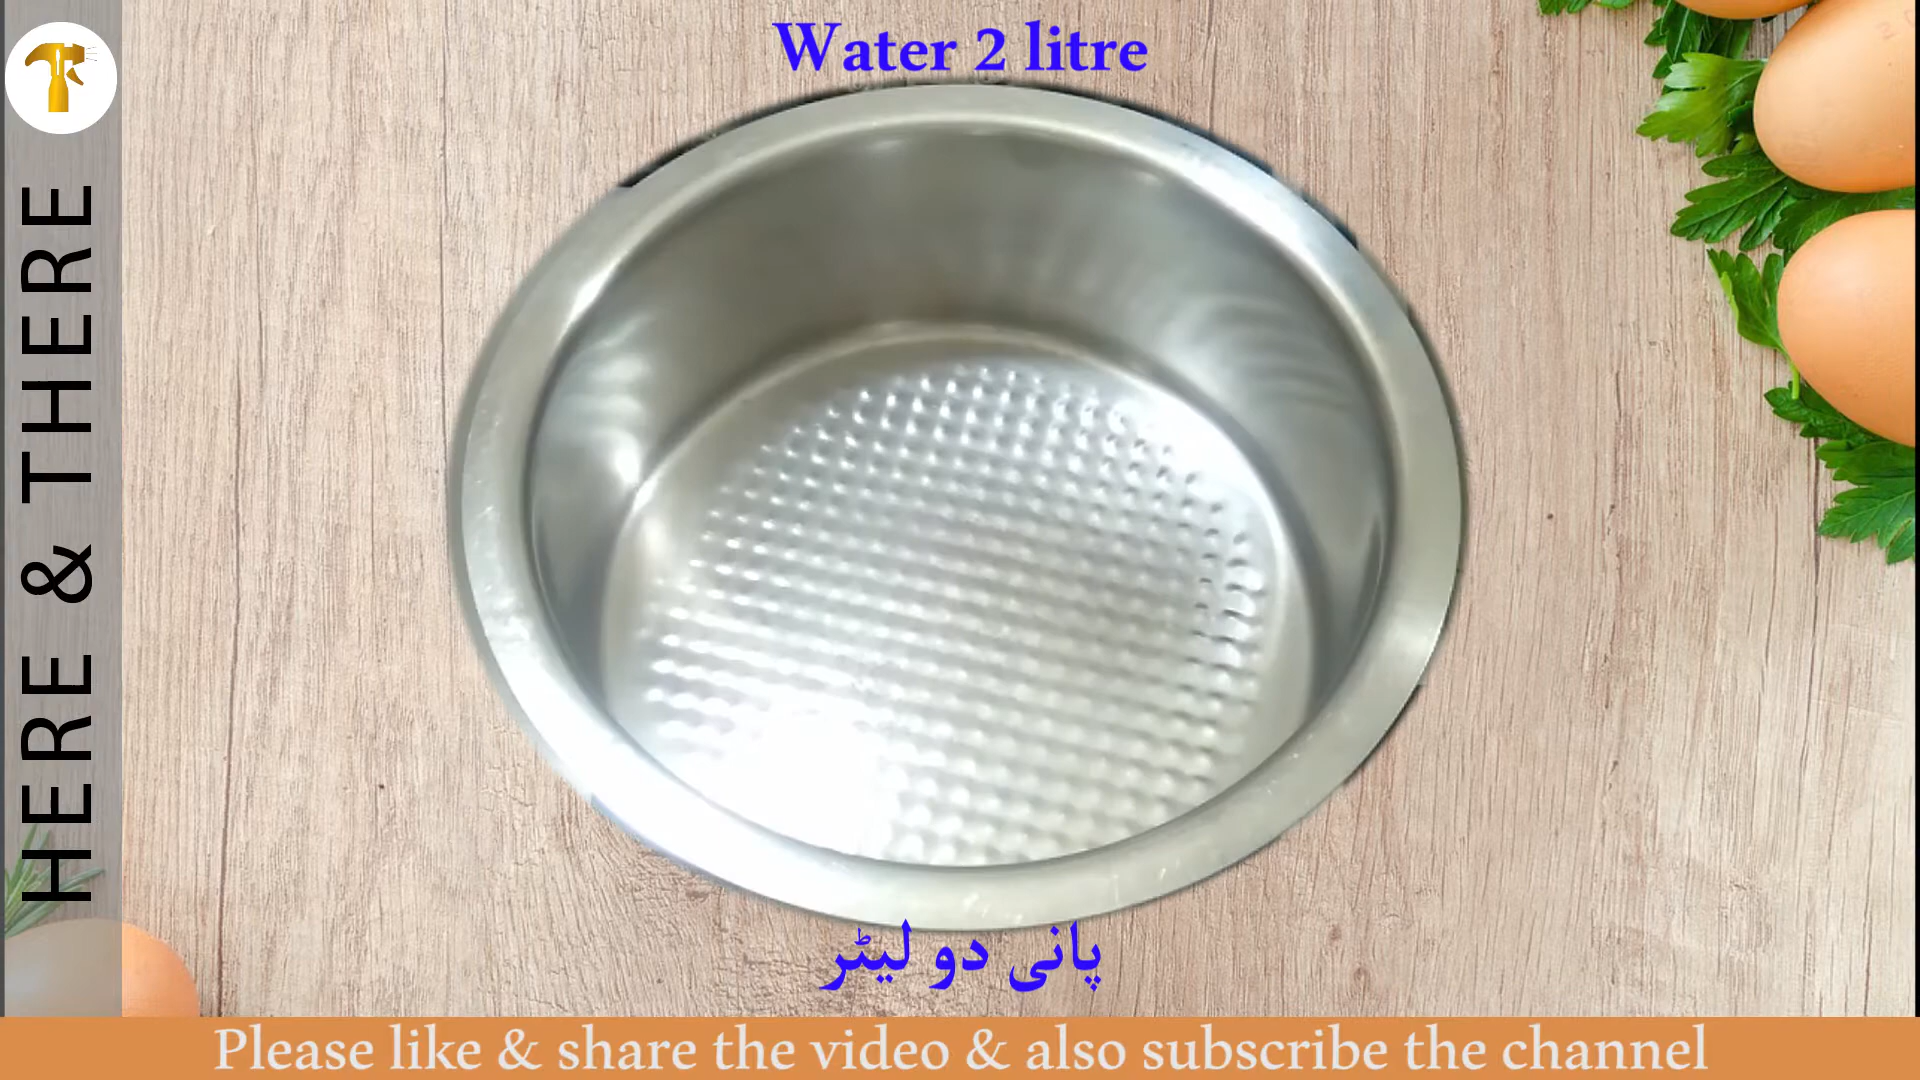 Water 2 litre
HERE & THERE
پانی دو لیٹر
Please like & share the video & also subscribe the channel